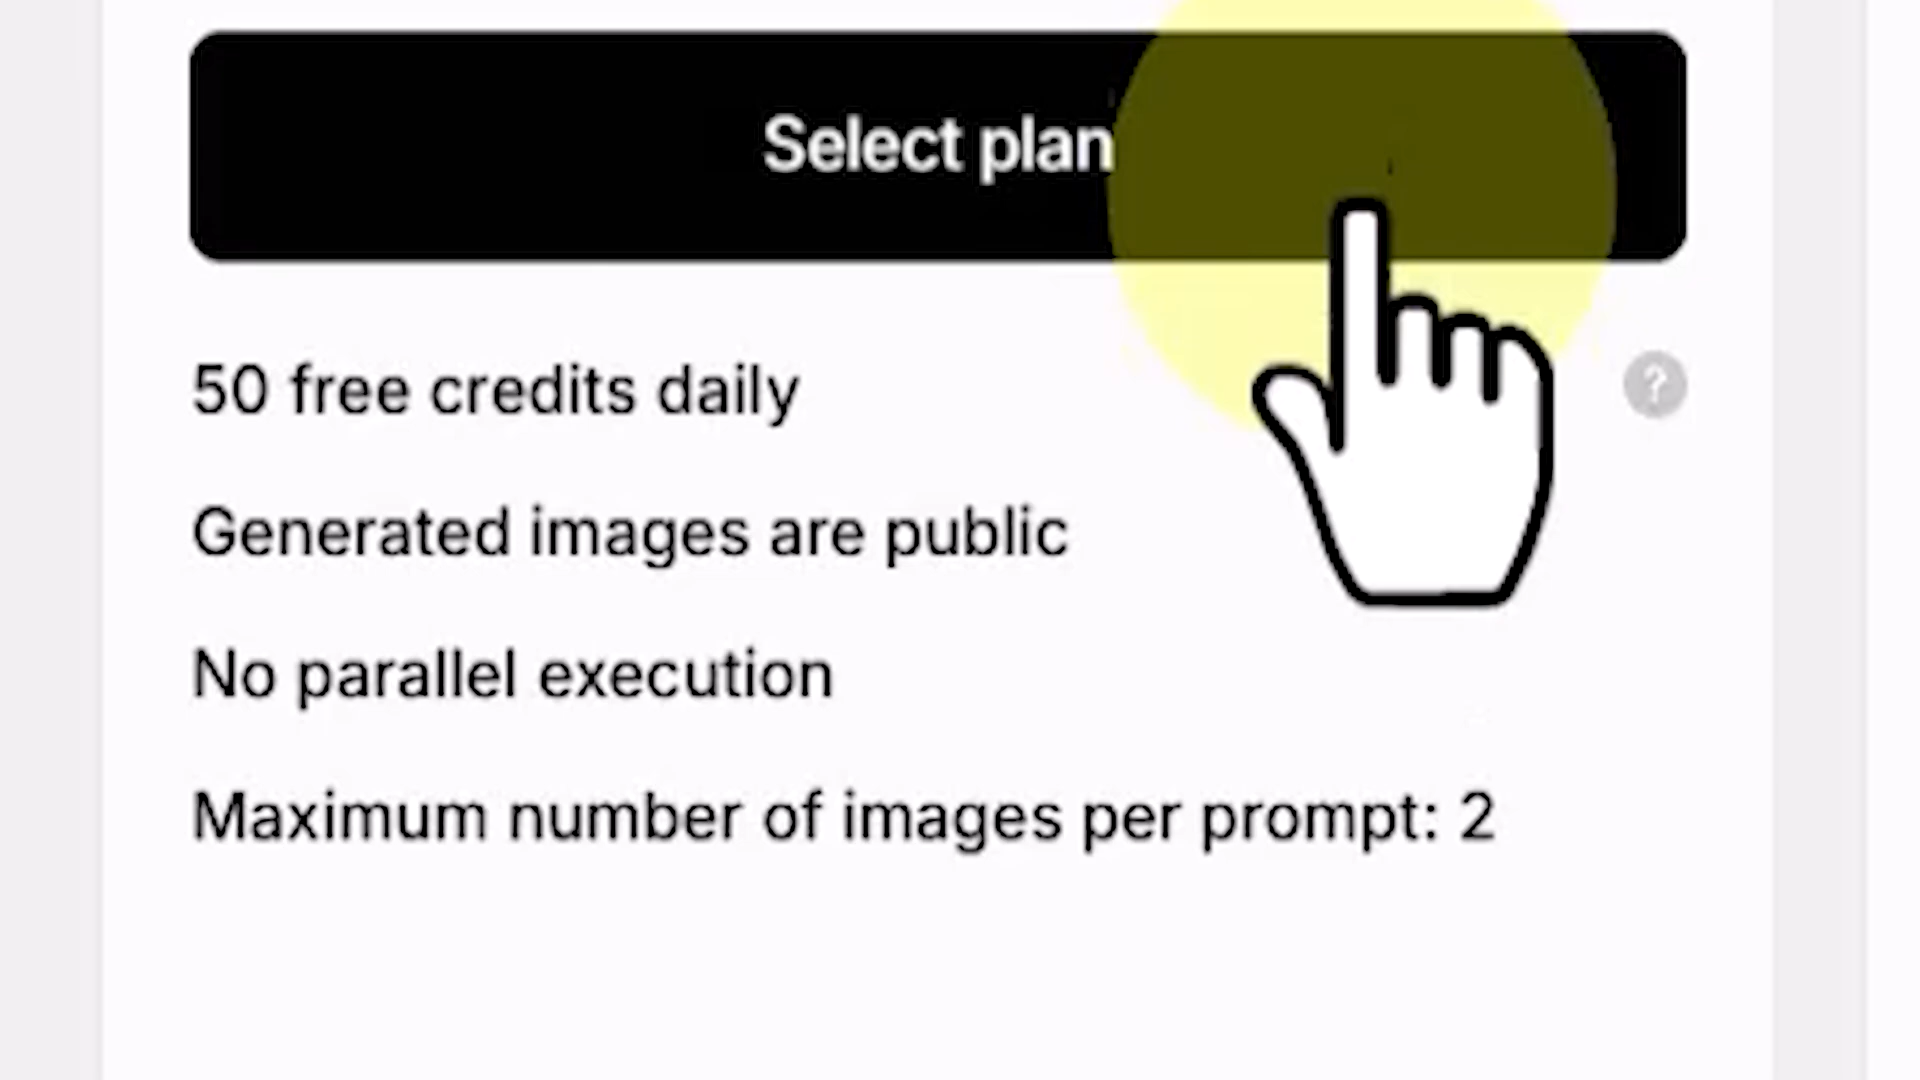 Select plan
50 free credits daily
?
Generated images are public
No parallel execution
Maximum number of images per prompt: 2